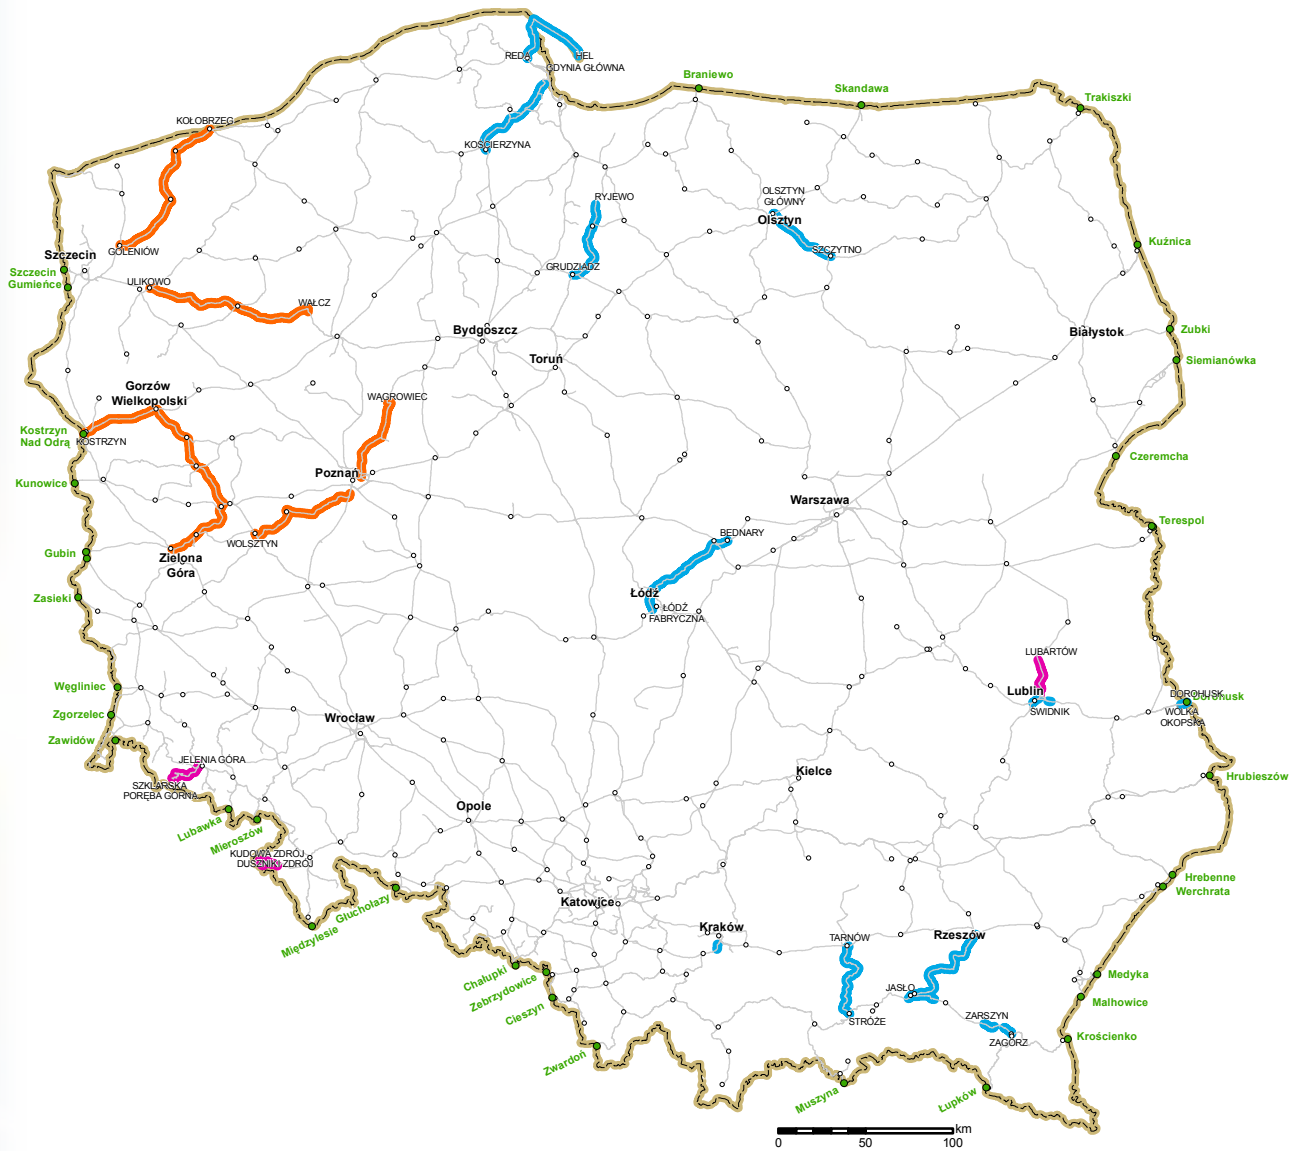 REDA
HEL
GDYNIA GŁÓWNA
Braniewo
Skandawa
Trakiszki
KOŁOBRZEG
KOŚCIERZYNA
RYJEWO
OLSZTYN
GŁÓWNY
Olsztyn
SZCZYTNO
Kuźnica
GOLENIÓW
Szczecin
Szczecin
Gumieńce
ULIKOWO
WAŁCZ
GRUDZIĄDZ
Bydgoszcz
Toruń
Białystok
Zubki
Siemianówka
Gorzów
Wielkopolski
WĄGROWIEC
Kostrzyn
Nad Odrą
KOSTRZYN
Czeremcha
Kunowice
Poznań
Warszawa
Terespol
WOLSZTYN
BEDNARY
Gubin
Zielona
Góra
Zasieki
Łódź
ŁÓDŹ
FABRYCZNA
LUBARTÓW
Lublin
ŚWIDNIK
DOROHUSK
Dorohusk
WÓLKA
OKOPSKA
Węgliniec
Zgorzelec
Zawidów
Wrocław
JELENIA GÓRA
SZKLARSKA
PORĘBA GÓRNA
Kielce
Hrubieszów
Lubawka
Mieroszów
Opole
KUDOWA ZDRÓJ
DUSZNIKI ZDRÓJ
Hrebenne
Werchrata
Głuchołazy
Międzylesie
Katowice
Kraków
TARNÓW
Rzeszów
Chałupki
Zebrzydowice
Cieszyn
JASŁO
STRÓŻE
ZARSZYN
ZAGÓRZ
Medyka
Malhowice
Krościenko
Zwardoń
Muszyna
Łupków
km
0
50
100